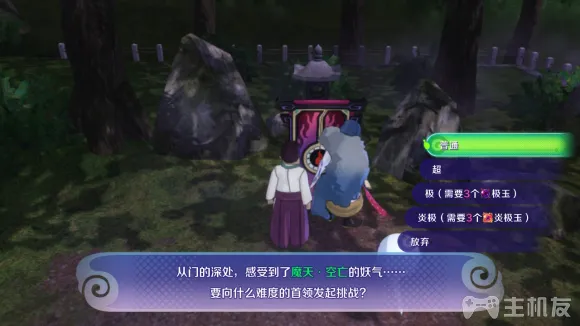 普通
超
极（需要3个极玉）
炎极（需要3个炎极玉）
放弃
从门的深处，感受到了魔天·空亡的妖气……
要向什么难度的首领发起挑战？
主机友